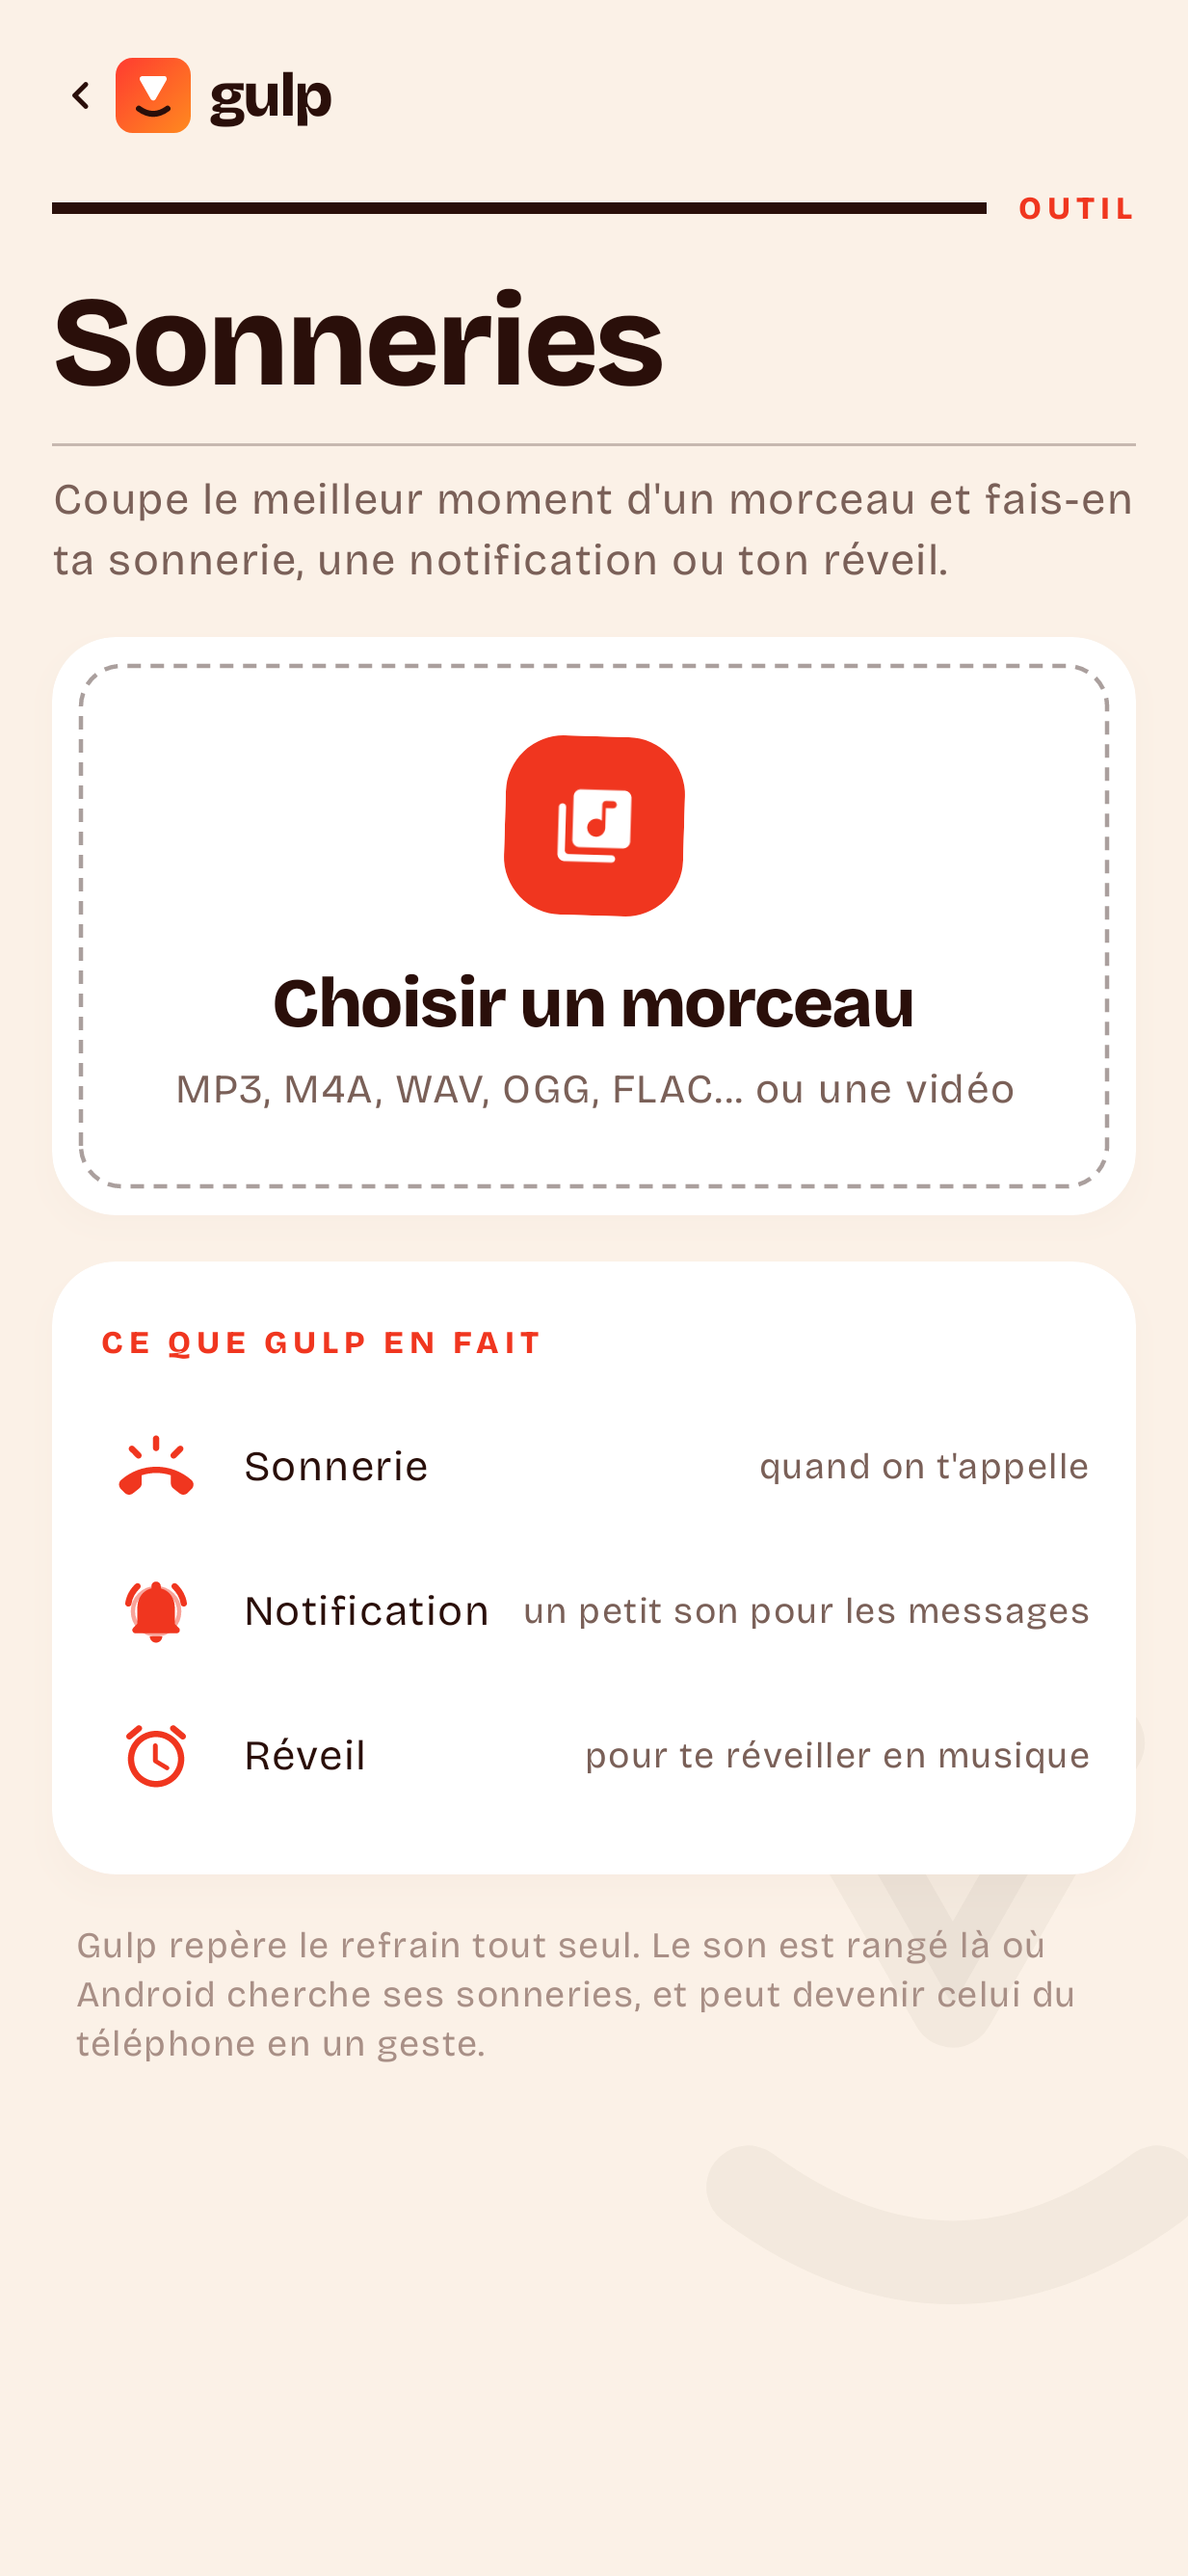 gulp
OUTIL
Sonneries
Coupe le meilleur moment d'un morceau et fais-en
ta sonnerie, une notification ou ton réveil.
Choisir un morceau
MP3, M4A, WAV, OGG, FLAC... ou une vidéo
CE QUE GULP EN FAIT
Sonnerie quand on t'appelle
Notification un petit son pour les messages
Réveil pour te réveiller en musique
Gulp repère le refrain tout seul. Le son est rangé là où
Android cherche ses sonneries, et peut devenir celui du
téléphone en un geste.